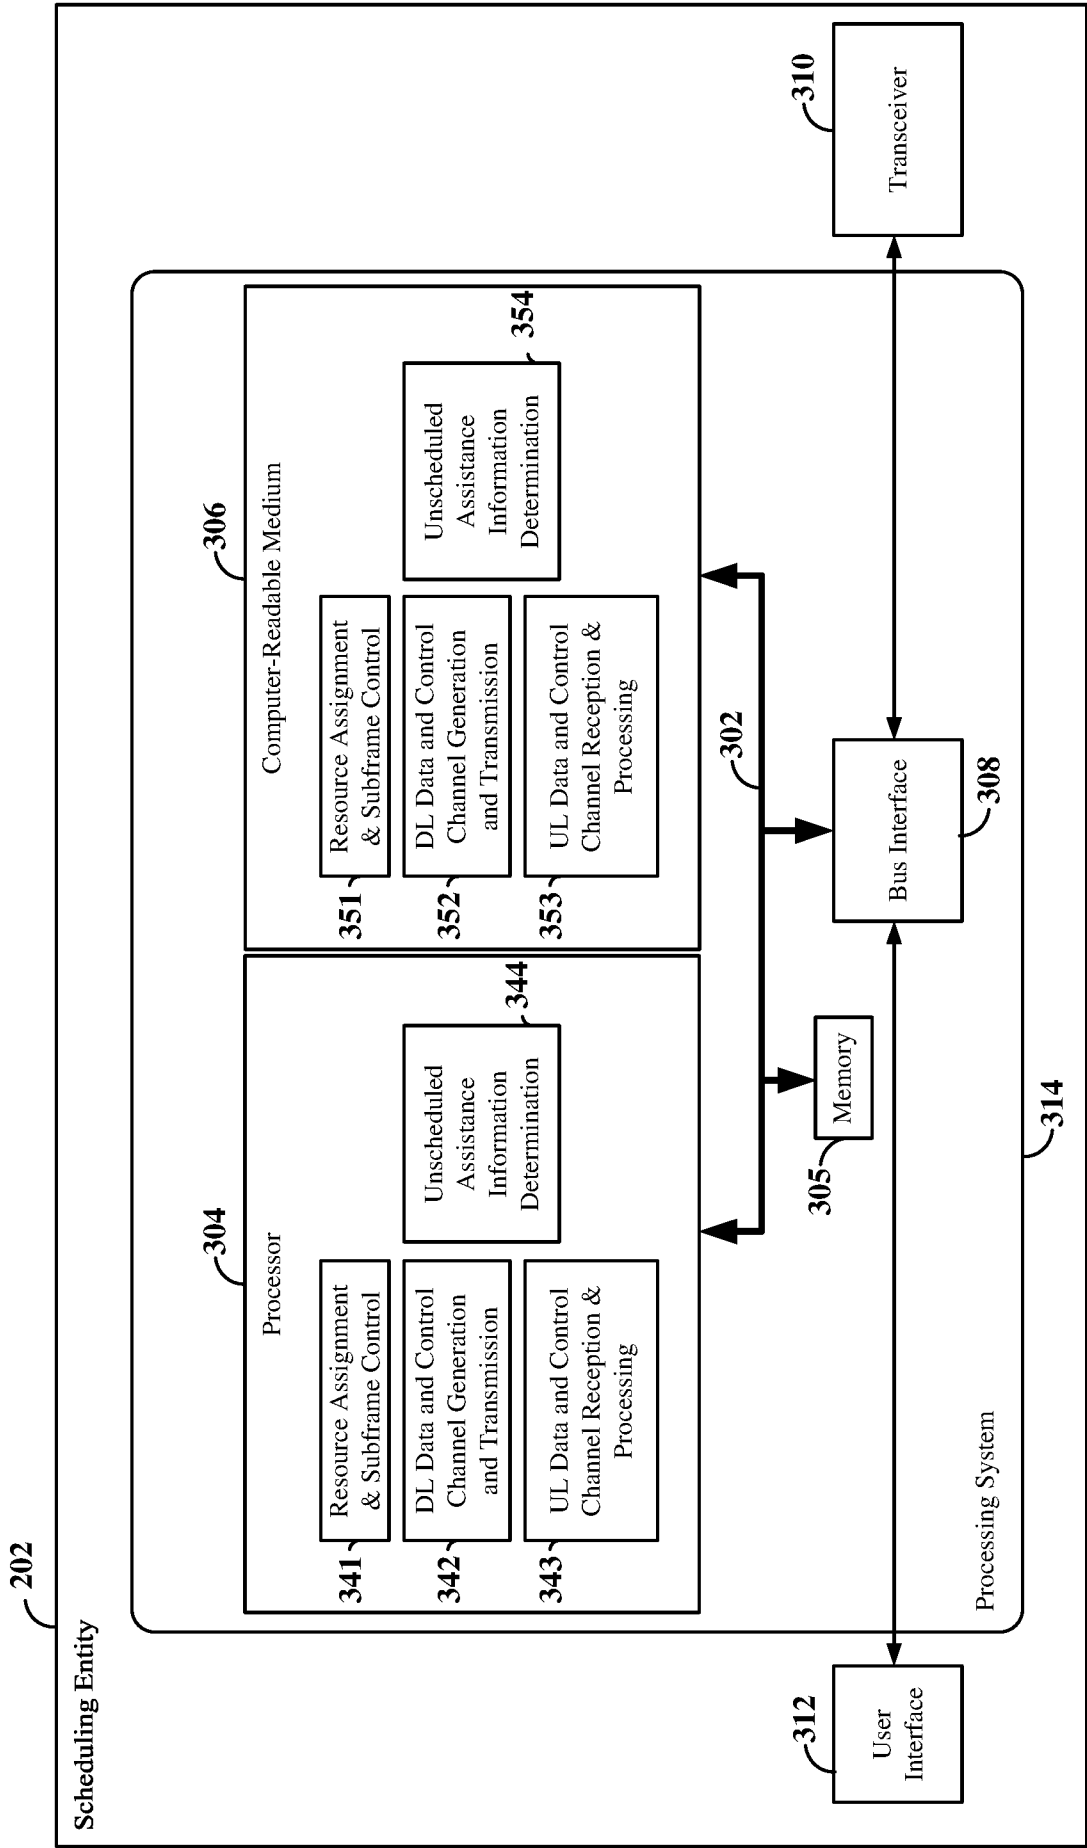 202
Scheduling Entity
304
Processor
341
Resource Assignment
& Subframe Control
342
DL Data and Control
Channel Generation
and Transmission
343
UL Data and Control
Channel Reception &
Processing
Unscheduled
Assistance
Information
Determination
344
306
Computer-Readable Medium
351
Resource Assignment
& Subframe Control
352
DL Data and Control
Channel Generation
and Transmission
353
UL Data and Control
Channel Reception &
Processing
Unscheduled
Assistance
Information
Determination
354
302
305
Memory
312
User
Interface
Bus Interface
308
310
Transceiver
Processing System
314